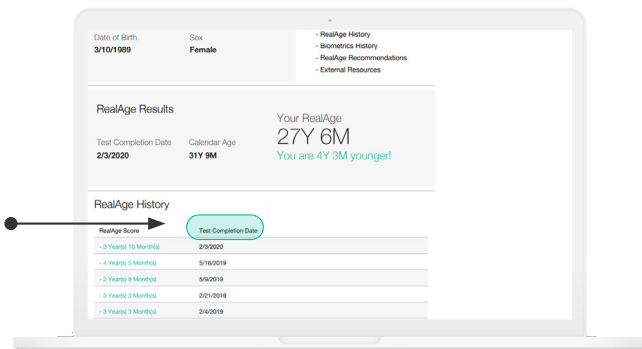 Date of Birth
Sex
3/10/1989
Female
- RealAge History
- Biometrics History
- RealAge Recommendations
- External Resources
RealAge Results
Test Completion Date
Calendar Age
2/3/2020
31Y 9M
Your RealAge
27Y 6M
You are 4Y 3M younger!
RealAge History
RealAge Score
Test Completion Date
- 3 Year(s) 10 Month(s)
2/3/2020
- 4 Year(s) 5 Month(s)
5/16/2019
- 2 Year(s) 8 Month(s)
5/9/2019
- 3 Year(s) 3 Month(s)
2/21/2019
- 3 Year(s) 3 Month(s)
2/4/2019